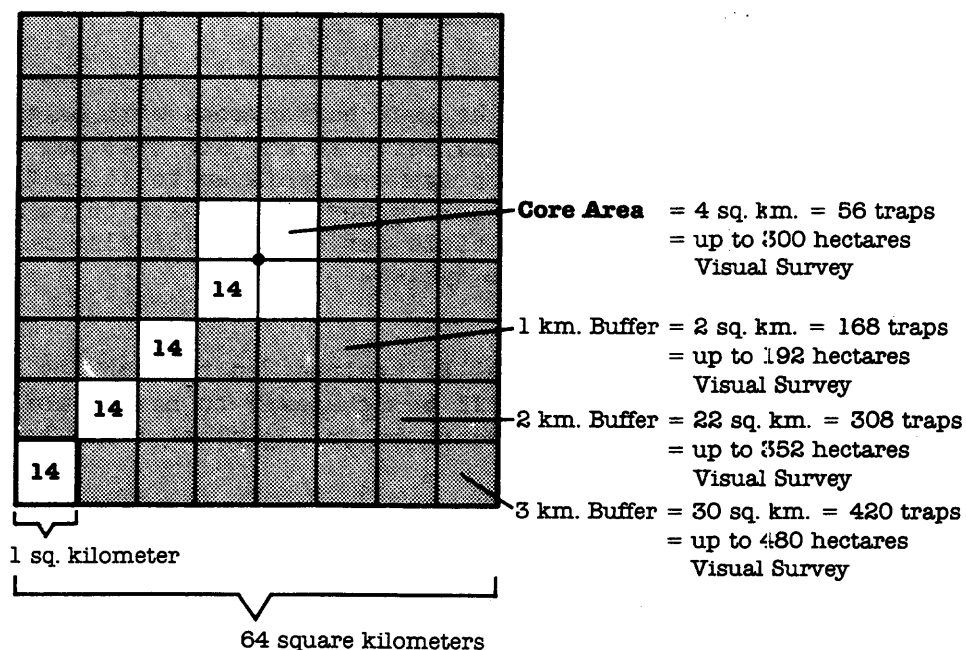 Core Area = 4 sq. km. = 56 traps
= up to 300 hectares
Visual Survey
14
1 km. Buffer = 2 sq. km. = 168 traps
14
= up to 192 hectares
Visual Survey
14
2 km. Buffer = 22 sq. km. = 308 traps
= up to 352 hectares
14
Visual Survey
3 km. Buffer = 30 sq. km. = 420 traps
= up to 480 hectares
Visual Survey
1 sq. kilometer
64 square kilometers